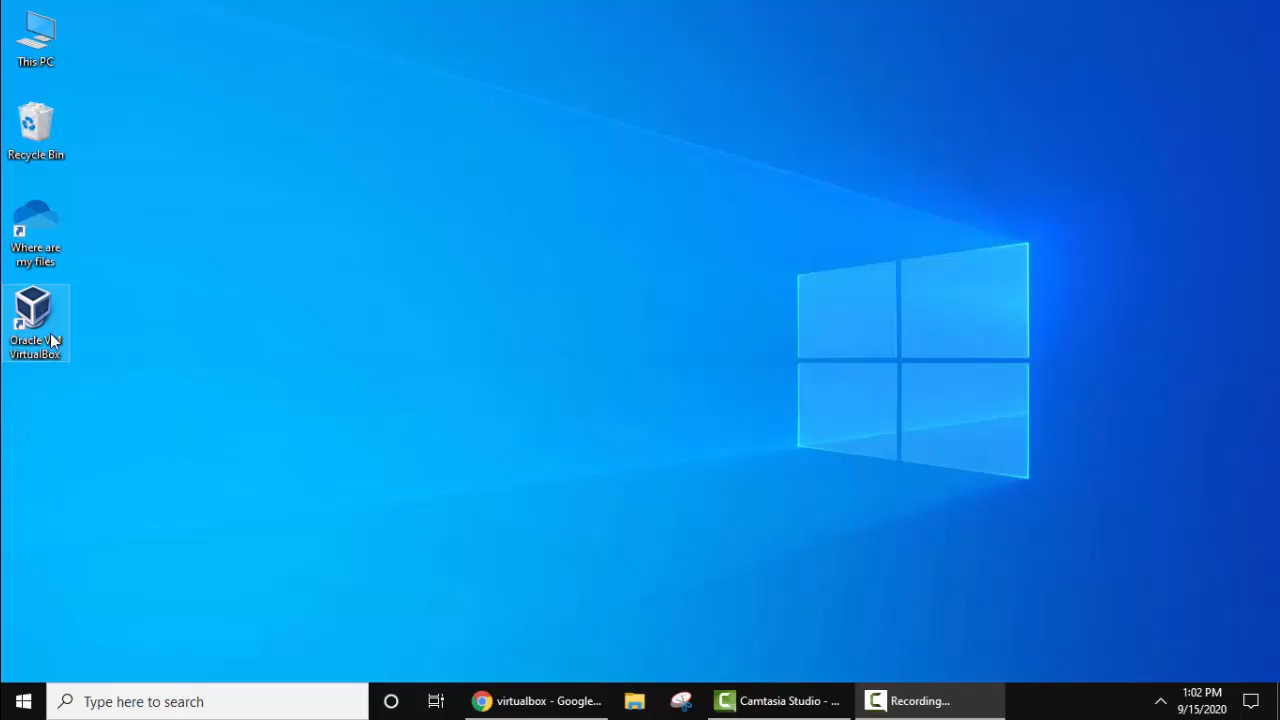 This PC
Recycle Bin
Where are
my files
Oracle
VirtualBox
Type here to search
virtualbox - Google...
Camtasia Studio - ...
Recording...
1:02 PM
9/15/2020